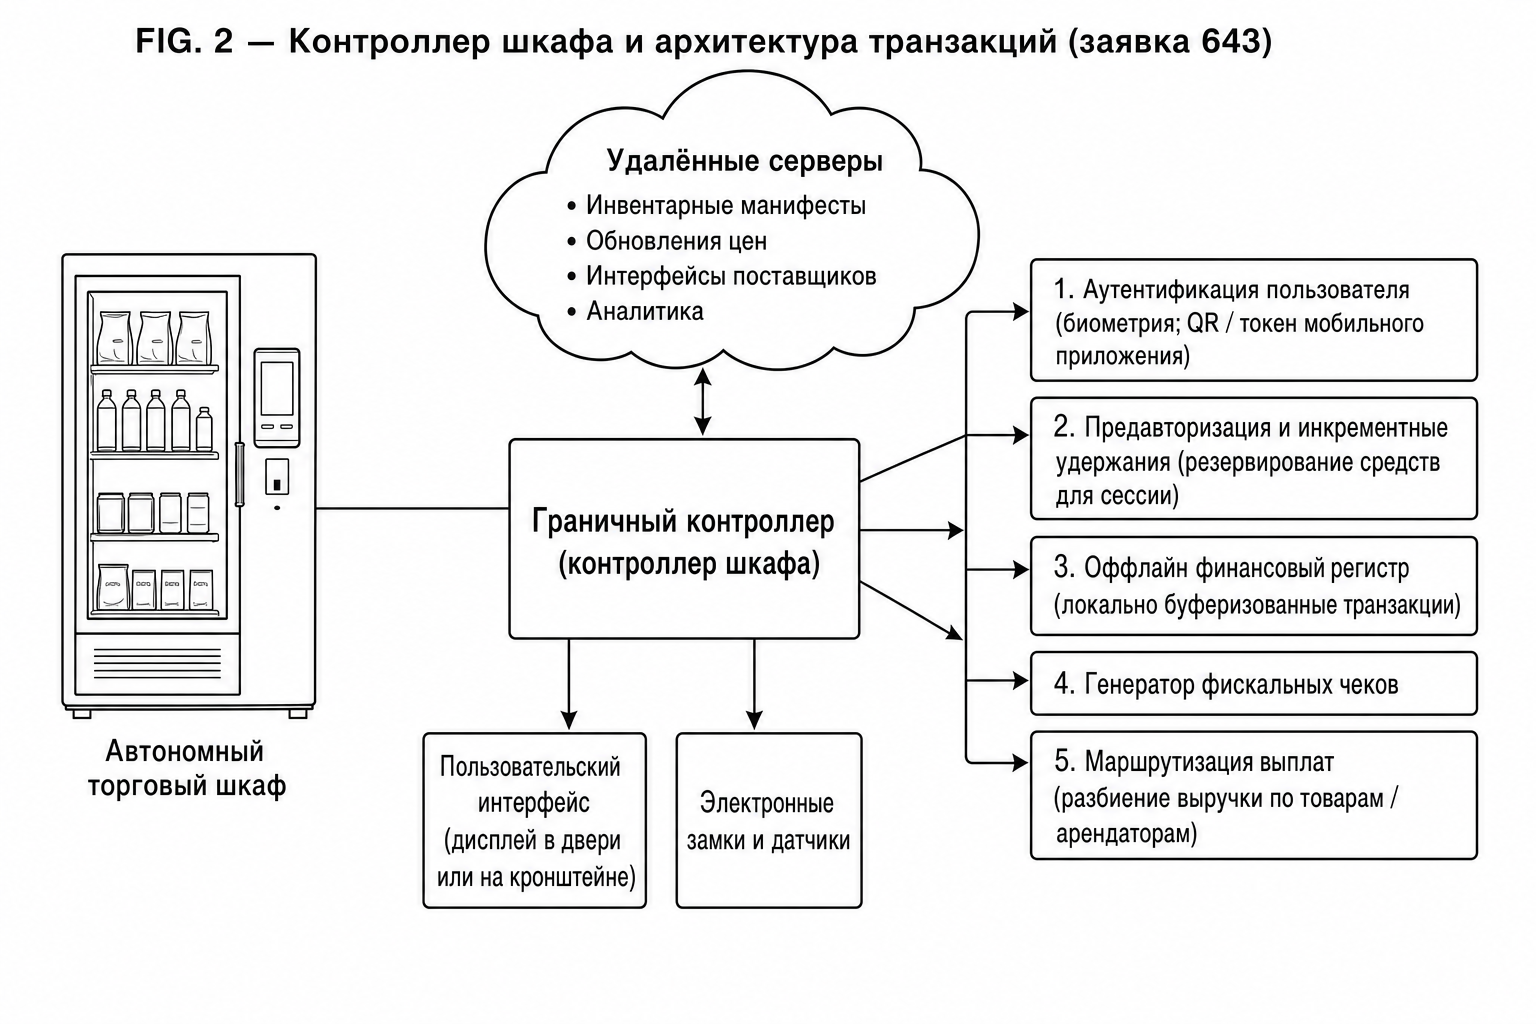 FIG. 2 — Контроллер шкафа и архитектура транзакций (заявка 643)
Удалённые серверы
• Инвентарные манифесты
• Обновления цен
• Интерфейсы поставщиков
• Аналитика
Автономный
торговый шкаф
Граничный контроллер
(контроллер шкафа)
Пользовательский
интерфейс
(дисплей в двери
или на кронштейне)
Электронные
замки и датчики
1. Аутентификация пользователя
(биометрия; QR / токен мобильного
приложения)
2. Предавторизация и инкрементные
удержания (резервирование средств
для сессии)
3. Оффлайн финансовый регистр
(локально буферизованные транзакции)
4. Генератор фискальных чеков
5. Маршрутизация выплат
(разбиение выручки по товарам /
арендаторам)